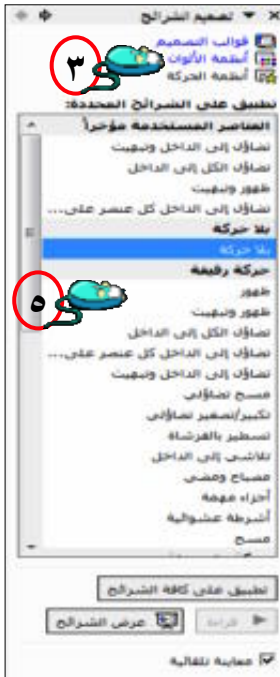 تصميم الشرائح
قوالب التصميم
أنظمة الألوان
أنظمة الحركة
٣
تطبيق على الشرائح المحددة:
العناصر المستخدمة مؤخراً
تضاؤل إلى الداخل وتبهيت
تضاؤل الكل إلى الداخل
ظهور وتبهيت
تضاؤل إلى الداخل كل عنصر على...
بلا حركة
بلا حركة
حركة رقيقة
٥
ظهور
ظهور وتبهيت
تضاؤل الكل إلى الداخل
تضاؤل إلى الداخل كل عنصر على...
تضاؤل إلى الداخل وتبهيت
مسح تضاؤلي
تكبير/تصغير تضاؤلي
تسطير بالفرشاة
تلاشى إلى الداخل
مصباح ومضي
أجزاء مهمة
أشرطة عشوائية
مسح
تطبيق على كافة الشرائح
قراءة
عرض الشرائح
معاينة تلقائية